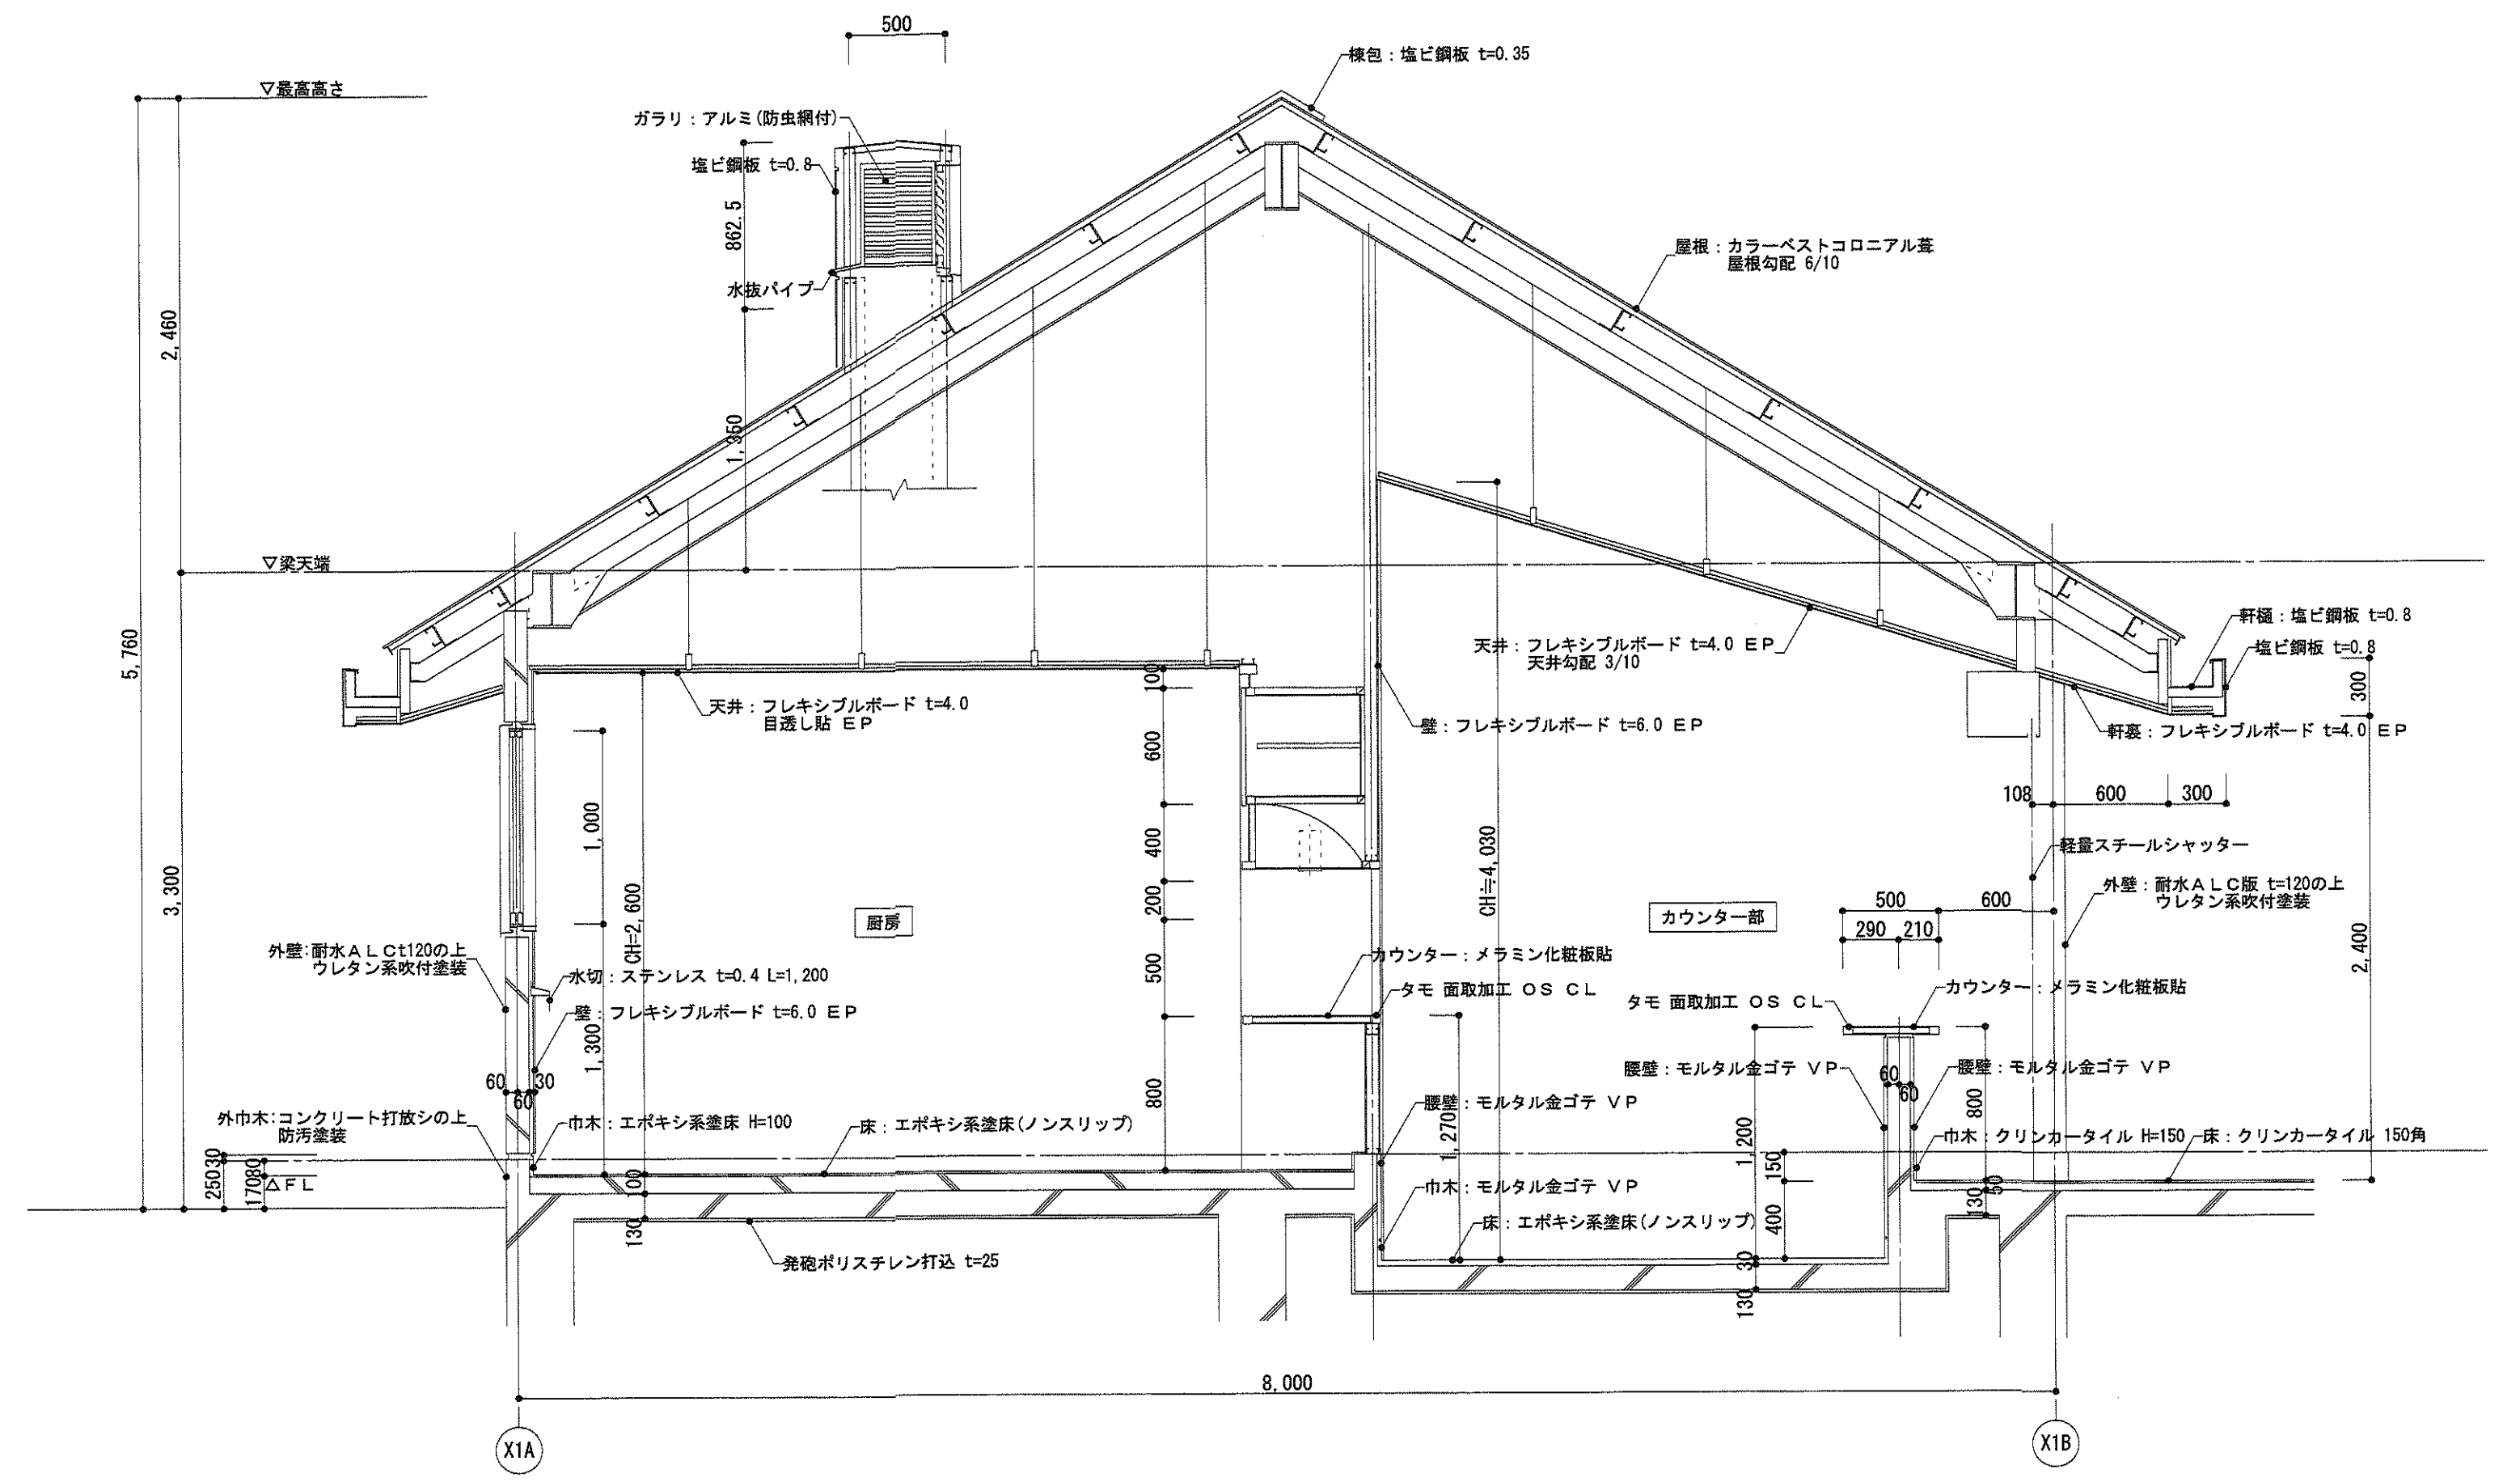 500
棟包：塩ビ鋼板 t=0.35
▽最高高さ
ガラリ：アルミ(防虫網付)
塩ビ鋼板 t=0.8
862.5
水抜パイプ
屋根：カラーベストコロニアル葺
屋根勾配 6/10
2,460
1,350
▽梁天端
5,760
軒樋：塩ビ鋼板 t=0.8
塩ビ鋼板 t=0.8
天井：フレキシブルボード t=4.0 ＥＰ
天井勾配 3/10
300
天井：フレキシブルボード t=4.0
目透し貼 ＥＰ
100
壁：フレキシブルボード t=6.0 ＥＰ
軒裏：フレキシブルボード t=4.0 ＥＰ
600
108
600
300
1,000
400
CH≒4,030
軽量スチールシャッター
3,300
CH=2,600
200
外壁：耐水ＡＬＣ版 t=120の上
ウレタン系吹付塗装
500
600
厨房
カウンター部
290
210
2,400
外壁:耐水ＡＬＣt120の上
ウレタン系吹付塗装
水切：ステンレス t=0.4 L=1,200
500
カウンター：メラミン化粧板貼
タモ 面取加工 ＯＳ ＣＬ
タモ 面取加工 ＯＳ ＣＬ
カウンター：メラミン化粧板貼
壁：フレキシブルボード t=6.0 ＥＰ
1,300
60
30
60
800
腰壁：モルタル金ゴテ ＶＰ
60
60
腰壁：モルタル金ゴテ ＶＰ
800
腰壁：モルタル金ゴテ ＶＰ
1,270
1,200
外巾木：コンクリート打放シの上
防汚塗装
巾木：エポキシ系塗床 H=100
床：エポキシ系塗床(ノンスリップ)
巾木：クリンカータイル H=150
床：クリンカータイル 150角
150
250
30
170
80
△ＦＬ
100
130
巾木：モルタル金ゴテ ＶＰ
130
400
床：エポキシ系塗床(ノンスリップ)
発砲ポリスチレン打込 t=25
30
130
8,000
X1A
X1B